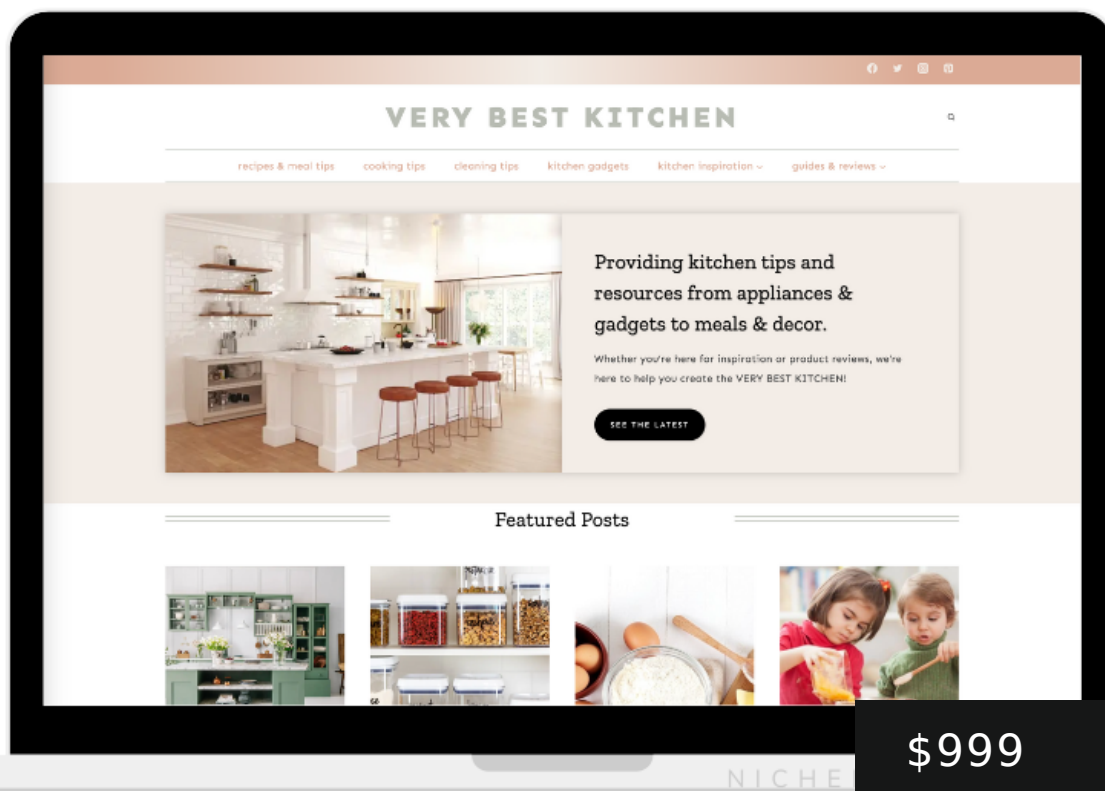 VERY BEST KITCHEN
recipes & meal tips
cooking tips
cleaning tips
kitchen gadgets
kitchen inspiration
guides & reviews
Providing kitchen tips and
resources from appliances &
gadgets to meals & decor.
Whether you're here for inspiration or product reviews, we're
here to help you create the VERY BEST KITCHEN!
SEE THE LATEST
Featured Posts
$999